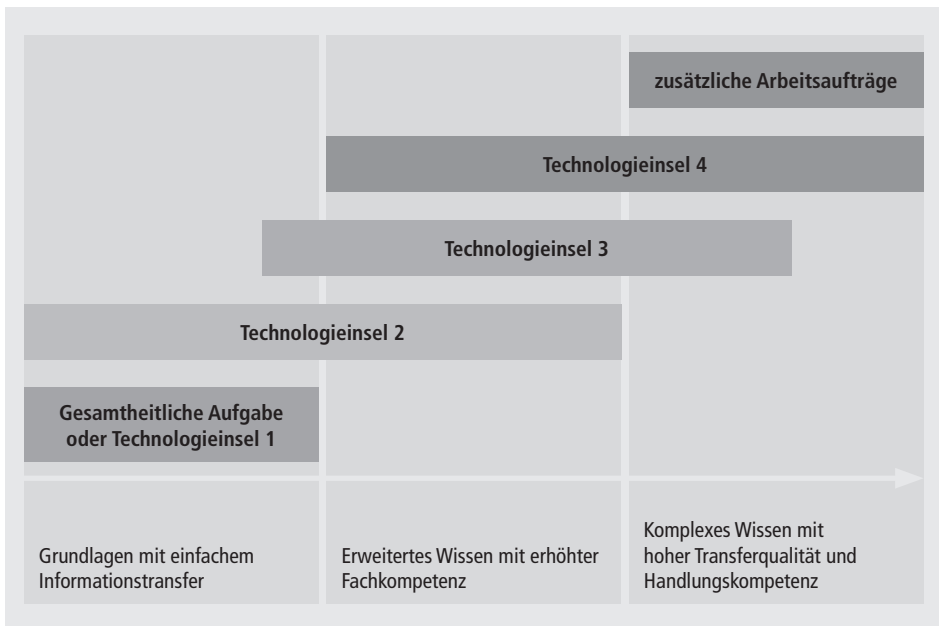 zusätzliche Arbeitsaufträge
Technologieinsel 4
Technologieinsel 3
Technologieinsel 2
Gesamtheitliche Aufgabe
oder Technologieinsel 1
Grundlagen mit einfachem
Informationstransfer
Erweitertes Wissen mit erhöhter
Fachkompetenz
Komplexes Wissen mit
hoher Transferqualität und
Handlungskompetenz